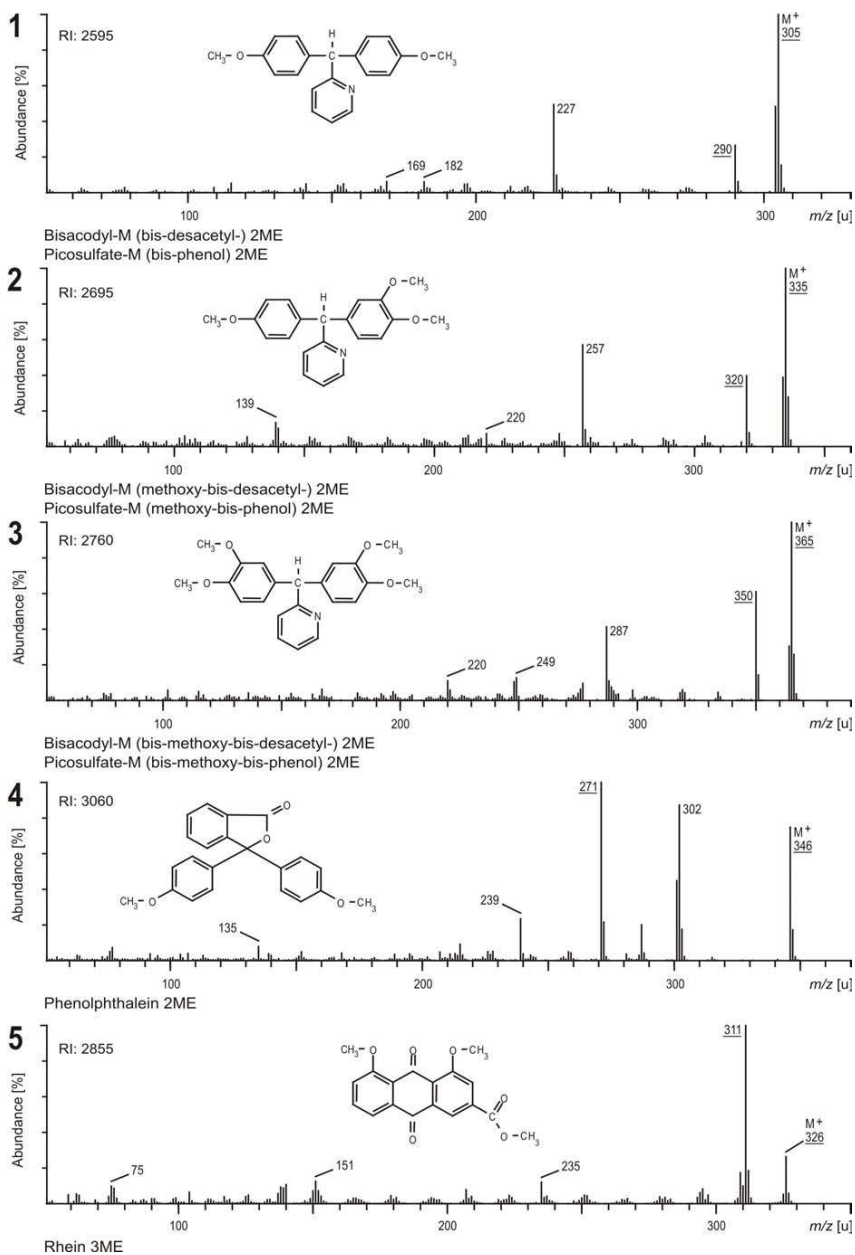 1
RI: 2595
Abundance [%]
CH₃-O
H
C
N
O-CH₃
169
182
227
290
M⁺
305
100
200
300
m/z [u]
Bisacodyl-M (bis-desacetyl-) 2ME
Picosulfate-M (bis-phenol) 2ME
2
RI: 2695
Abundance [%]
CH₃-O
H
C
N
O-CH₃
O-CH₃
139
220
257
320
M⁺
335
100
200
300
m/z [u]
Bisacodyl-M (methoxy-bis-desacetyl-) 2ME
Picosulfate-M (methoxy-bis-phenol) 2ME
3
RI: 2760
Abundance [%]
CH₃-O
CH₃-O
H
C
N
O-CH₃
O-CH₃
220
249
287
350
M⁺
365
100
200
300
m/z [u]
Bisacodyl-M (bis-methoxy-bis-desacetyl-) 2ME
Picosulfate-M (bis-methoxy-bis-phenol) 2ME
4
RI: 3060
Abundance [%]
O
O
CH₃-O
O-CH₃
135
239
271
302
M⁺
346
100
200
300
m/z [u]
Phenolphthalein 2ME
5
RI: 2855
Abundance [%]
CH₃-O
O
O-CH₃
O
O
O-CH₃
75
151
235
311
M⁺
326
100
200
300
m/z [u]
Rhein 3ME